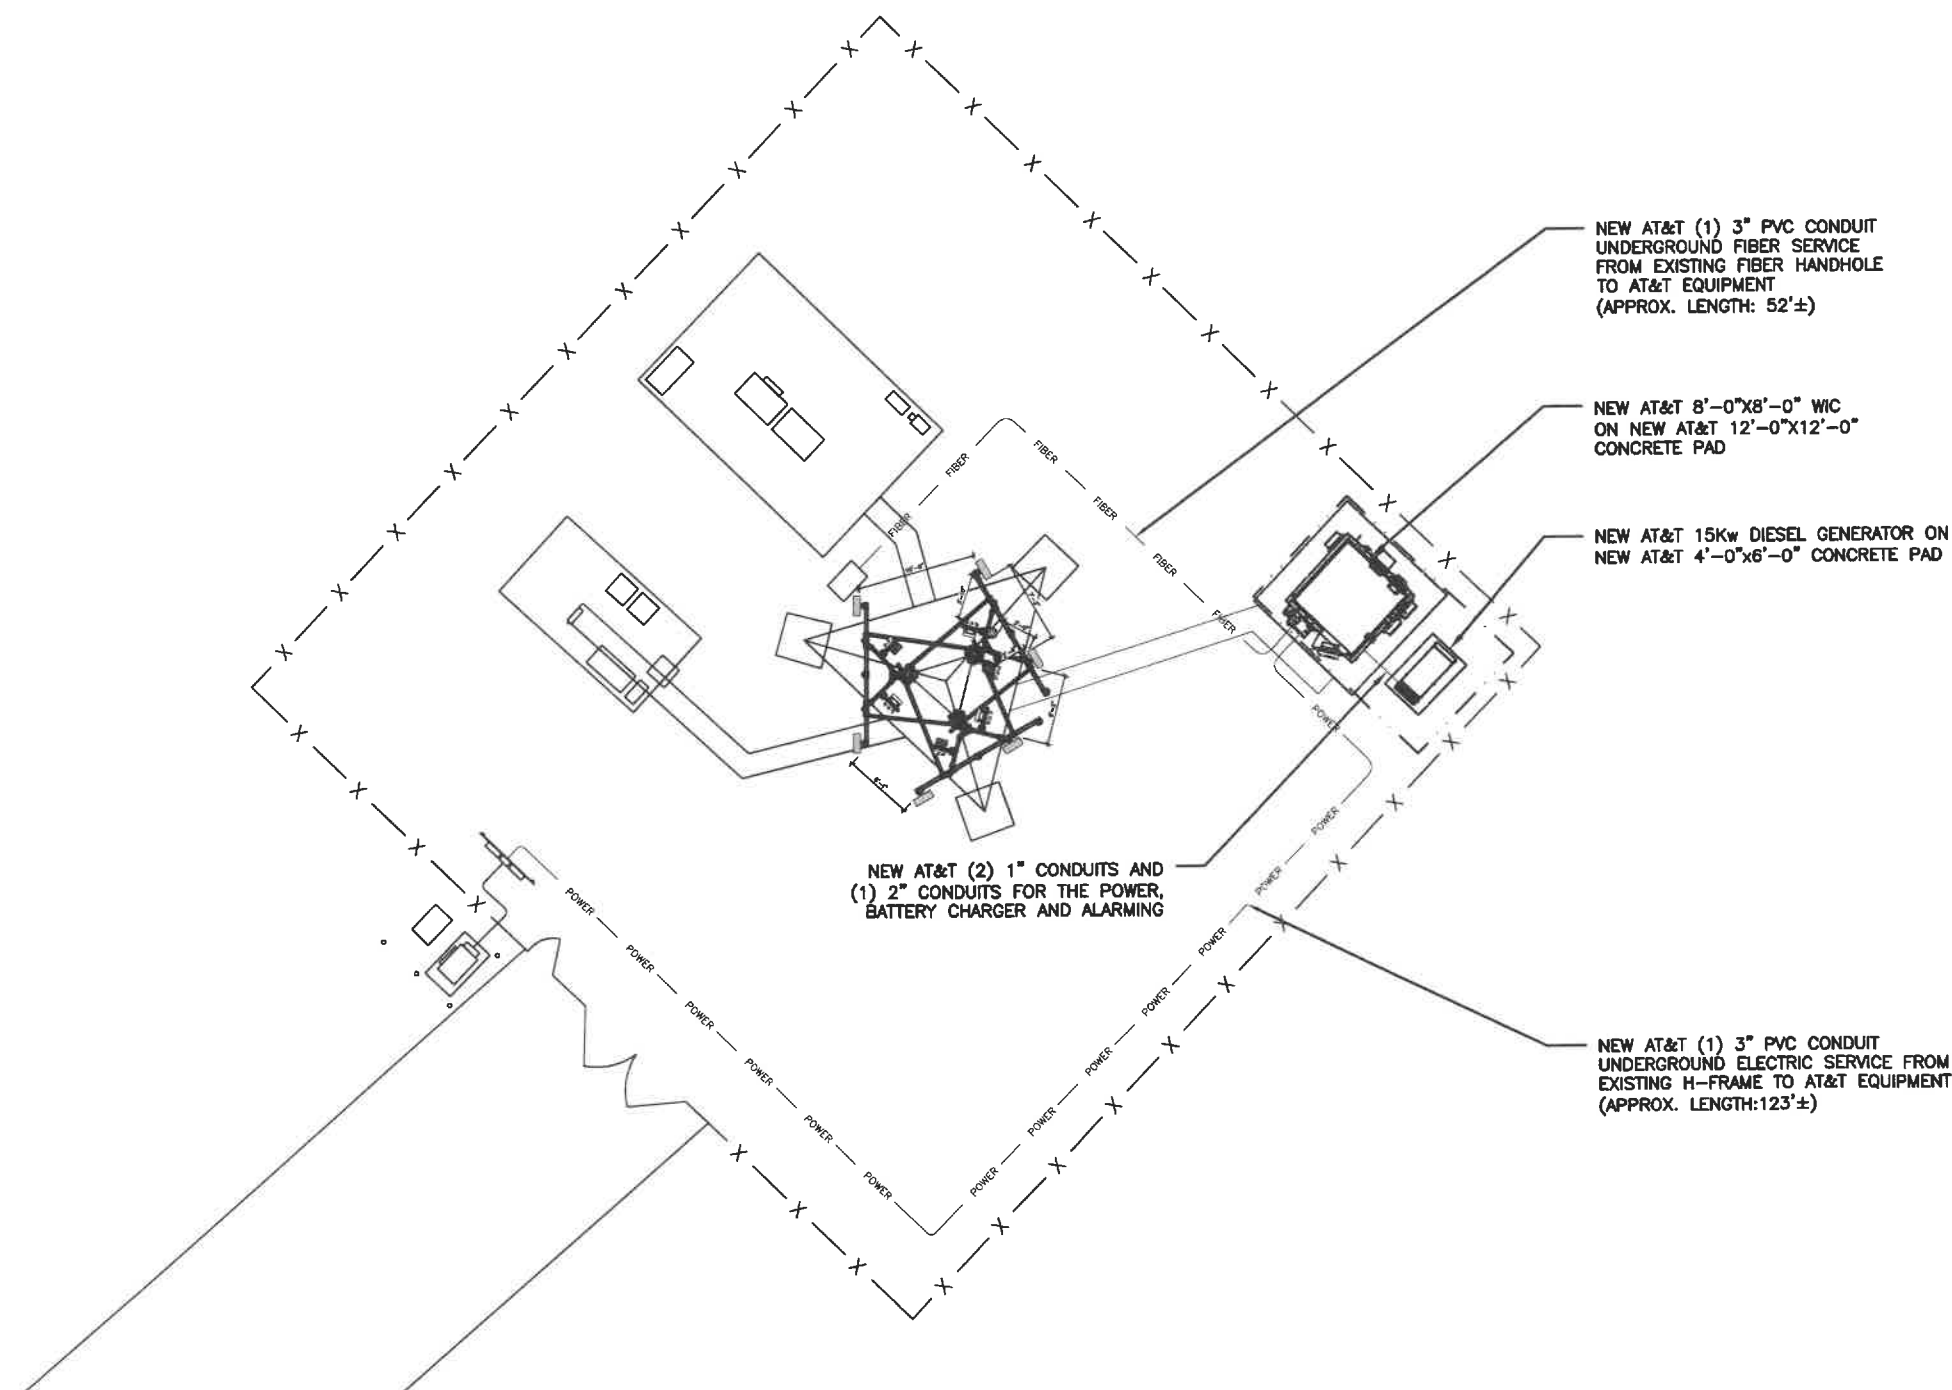 NEW AT&T (1) 3" PVC CONDUIT
UNDERGROUND FIBER SERVICE
FROM EXISTING FIBER HANDHOLE
TO AT&T EQUIPMENT
(APPROX. LENGTH: 52'±)
NEW AT&T 8'-0"X8'-0" WIC
ON NEW AT&T 12'-0"X12'-0"
CONCRETE PAD
NEW AT&T 15Kw DIESEL GENERATOR ON
NEW AT&T 4'-0"x6'-0" CONCRETE PAD
FIBER
FIBER
FIBER
FIBER
FIBER
FIBER
POWER
POWER
POWER
NEW AT&T (2) 1" CONDUITS AND
(1) 2" CONDUITS FOR THE POWER,
BATTERY CHARGER AND ALARMING
POWER
POWER
POWER
POWER
POWER
POWER
POWER
POWER
POWER
POWER
POWER
POWER
NEW AT&T (1) 3" PVC CONDUIT
UNDERGROUND ELECTRIC SERVICE FROM
EXISTING H-FRAME TO AT&T EQUIPMENT
(APPROX. LENGTH:123'±)